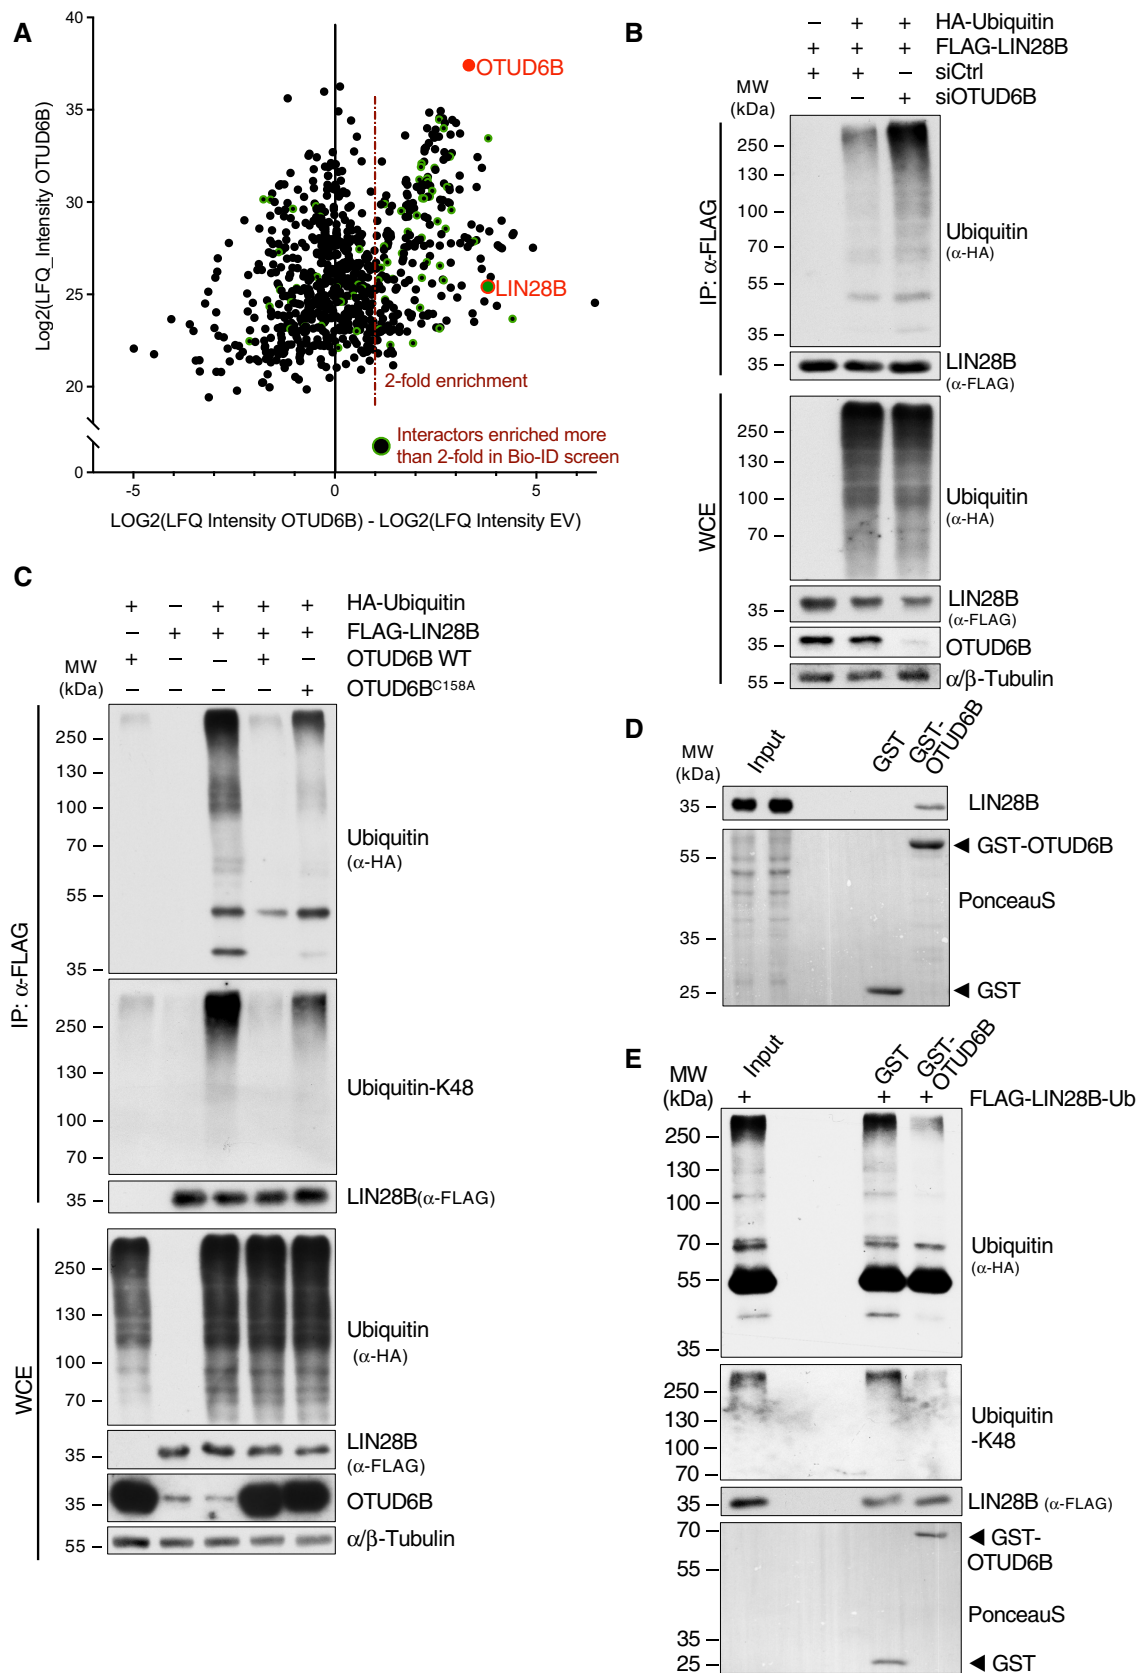 A
40
35
30
25
20
0
-5
0
5
Log2(LFQ_Intensity OTUD6B)
OTUD6B
LIN28B
2-fold enrichment
Interactors enriched more
than 2-fold in Bio-ID screen
LOG2(LFQ Intensity OTUD6B) - LOG2(LFQ Intensity EV)
B
– + + HA-Ubiquitin
+ + + FLAG-LIN28B
+ + – siCtrl
– – + siOTUD6B
MW
(kDa)
IP: α-FLAG
250 –
130 –
100 –
70 –
55 –
35 –
Ubiquitin
(α-HA)
35 –
LIN28B
(α-FLAG)
WCE
250 –
130 –
100 –
70 –
Ubiquitin
(α-HA)
35 –
LIN28B
(α-FLAG)
35 –
OTUD6B
55 –
α/β-Tubulin
C
+ – + + + HA-Ubiquitin
– + + + + FLAG-LIN28B
+ – – + – OTUD6B WT
– – – – + OTUD6BC158A
MW
(kDa)
IP: α-FLAG
250 –
130 –
100 –
70 –
55 –
35 –
Ubiquitin
(α-HA)
250 –
130 –
100 –
70 –
Ubiquitin-K48
35 –
LIN28B(α-FLAG)
WCE
250 –
130 –
100 –
70 –
Ubiquitin
(α-HA)
35 –
LIN28B
(α-FLAG)
35 –
OTUD6B
55 –
α/β-Tubulin
D
MW
(kDa)
Input
GST
GST-
OTUD6B
35 –
LIN28B
55 –
35 –
25 –
◄ GST-OTUD6B
PonceauS
◄ GST
E
MW
(kDa)
Input
GST
GST-
OTUD6B
+ + + FLAG-LIN28B-Ub
250 –
130 –
100 –
70 –
55 –
35 –
Ubiquitin
(α-HA)
250 –
130 –
100 –
70 –
Ubiquitin
-K48
35 –
LIN28B (α-FLAG)
70 –
55 –
35 –
25 –
◄ GST-
OTUD6B
PonceauS
◄ GST